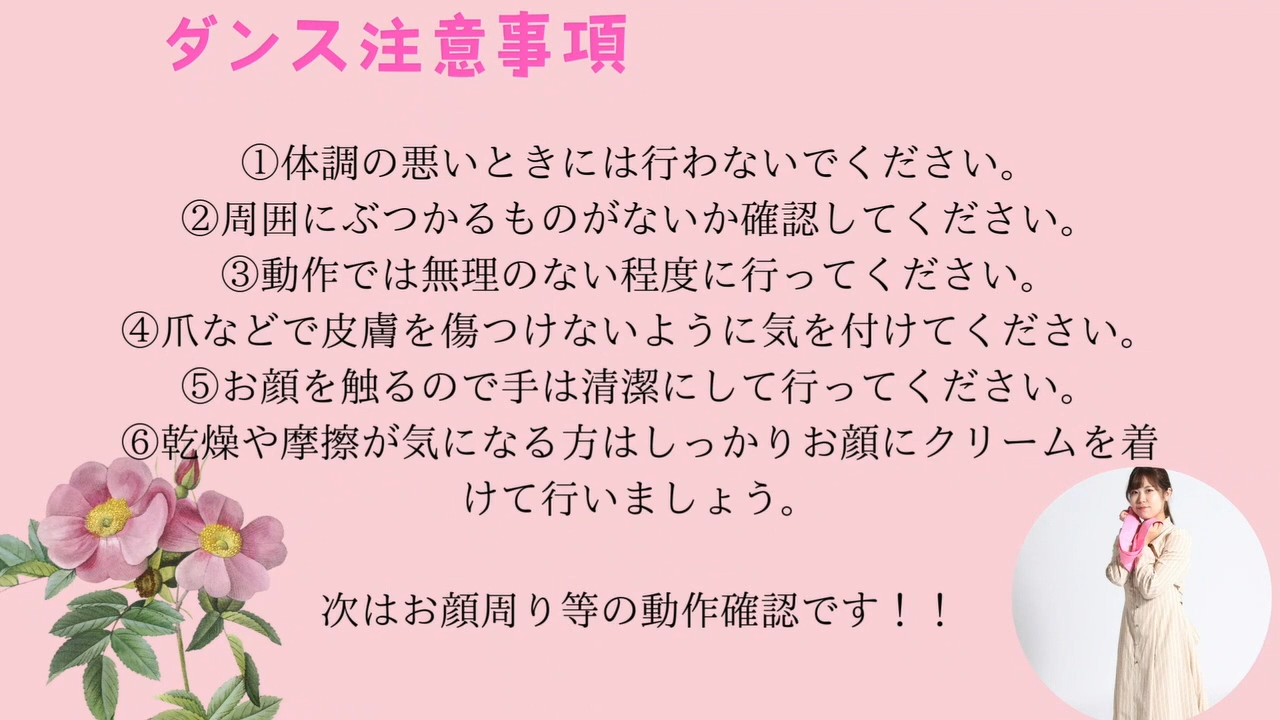 ダンス注意事項
①体調の悪いときには行わないでください。
②周囲にぶつかるものがないか確認してください。
③動作では無理のない程度に行ってください。
④爪などで皮膚を傷つけないように気を付けてください。
⑤お顔を触るので手は清潔にして行ってください。
⑥乾燥や摩擦が気になる方はしっかりお顔にクリームを着
けて行いましょう。
次はお顔周り等の動作確認です！！